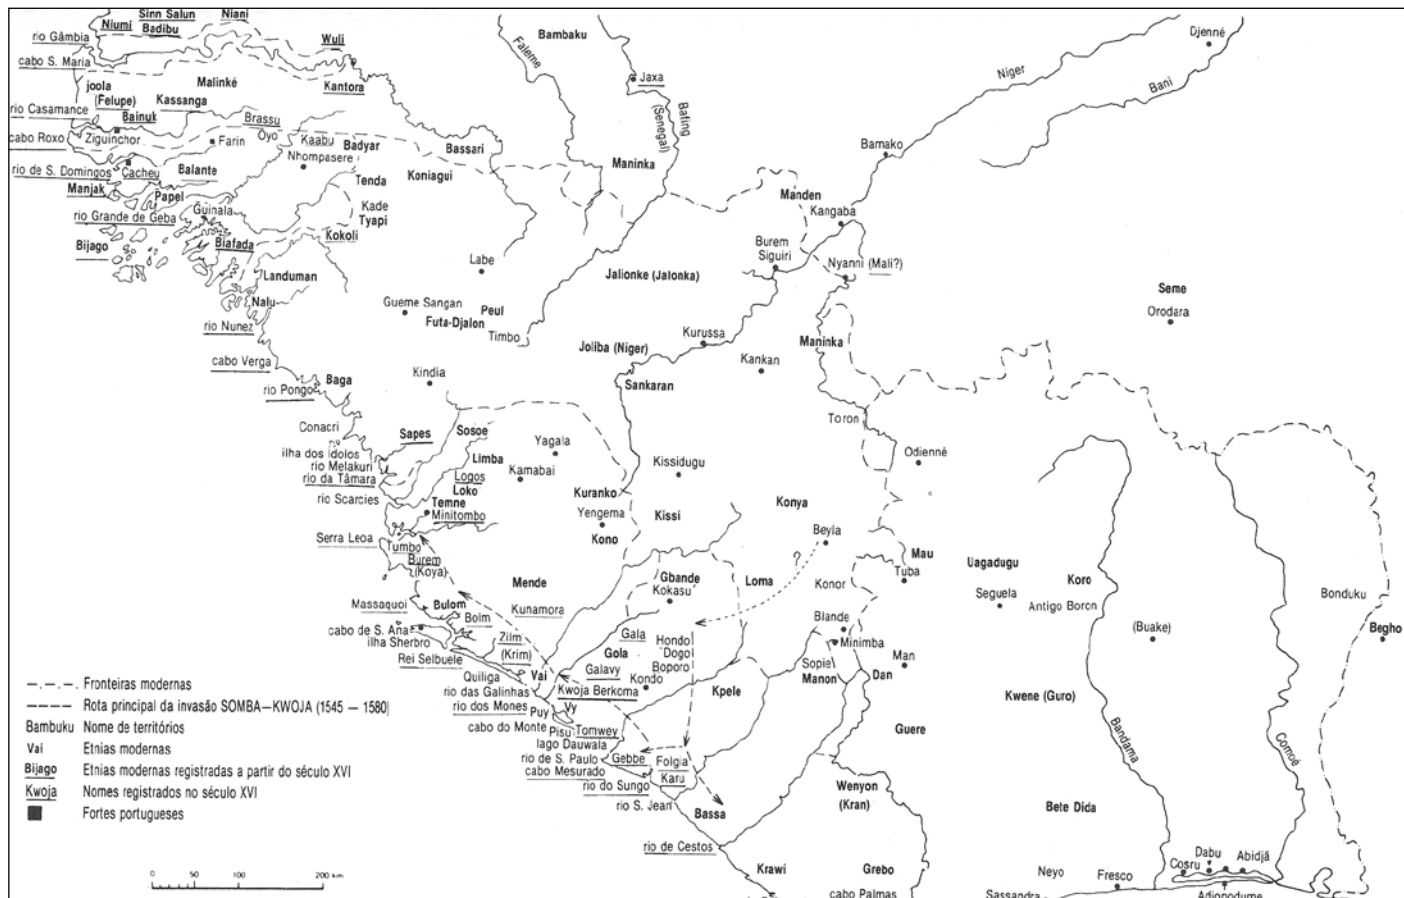 Sinn Salun
Niani
Niumi
Badibu
rio Gâmbia
Wuli
cabo S. Maria
Malinké
joola
(Felupe)
Kassanga
Kantora
rio Casamance
Bainuk
Brassu
cabo Roxo
Ziguinchor
Farin
Ôyo
Kaabu
Badyar
Nhompasere
Bassari
rio de S. Domingos
Cacheu
Balante
Tenda
Koniagui
Manjak
Papel
Kade
Tyapi
rio Grande de Geba
Guinala
Kokoli
Bijago
Biafada
Landuman
Nalu
rio Nunez
cabo Verga
rio Pongo
Baga
Conacri
ilha dos Ídolos
rio Melakuri
rio da Tâmara
rio Scarcies
Faleme
Bambaku
Jaxa
Bafing
(Senegal)
Maninka
Niger
Djenné
Bani
Bamako
Manden
Kangaba
Burem
Siguiri
Nyanni (Mali?)
Labe
Jalionke (Jalonka)
Gueme Sangan
Peul
Futa-Djalon
Timbo
Joliba (Niger)
Kurussa
Kankan
Maninka
Seme
Orodara
Kindia
Sankaran
Toron
Odienné
Sapes
Sosoe
Limba
Yagala
Kamabai
Logos
Loko
Temne
Minitombo
Kuranko
Yengema
Kono
Kissidugu
Kissi
Konya
Beyla
?
Serra Leoa
Tumbo
Burem
(Koya)
Mende
Kunamora
Gbande
Kokasu
Loma
Konor
Mau
Tuba
Uagadugu
Koro
Seguela
Antigo Boron
Bonduku
(Buake)
Begho
Massaquoi
Bulom
Bolm
cabo de S. Ana
ilha Sherbro
Zilm
(Krim)
Rei Selbuele
Gala
Gola
Hondo
Dogo
Boporo
Blande
Minimba
Sopie
Manon
Man
Dan
Galavy
Kondo
Quiliga
Vai
Kwoja Berkoma
Kpele
Kwene (Guro)
rio das Galinhas
rio dos Mones
Puy
Vy
cabo do Monte
Pisu
Tomwey
lago Dauwala
Guere
Bandama
Comoé
rio de S. Paulo
Gebbe
Folgia
cabo Mesurado
Karu
rio do Sungo
rio S. Jean
Bassa
Wenyon
(Kran)
Bete Dida
rio de Cestos
Krawi
Grebo
cabo Palmas
Neyo
Fresco
Sassandra
Cosru
Dabu
Abidjã
Adiopodume
Fronteiras modernas
Rota principal da invasão SOMBA–KWOJA (1545 – 1580)
Bambuku Nome de territórios
Vai Etnias modernas
Bijago Etnias modernas registradas a partir do século XVI
Kwoja Nomes registrados no século XVI
Fortes portugueses
0 50 100 200 km